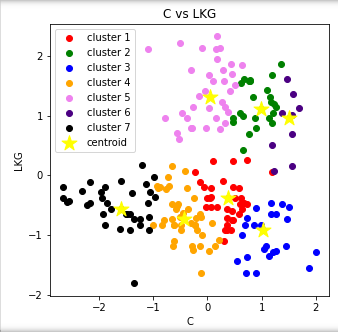 C vs LKG
cluster 1
cluster 2
cluster 3
cluster 4
cluster 5
cluster 6
cluster 7
centroid
2
1
0
−1
−2
LKG
−2
−1
0
1
2
C